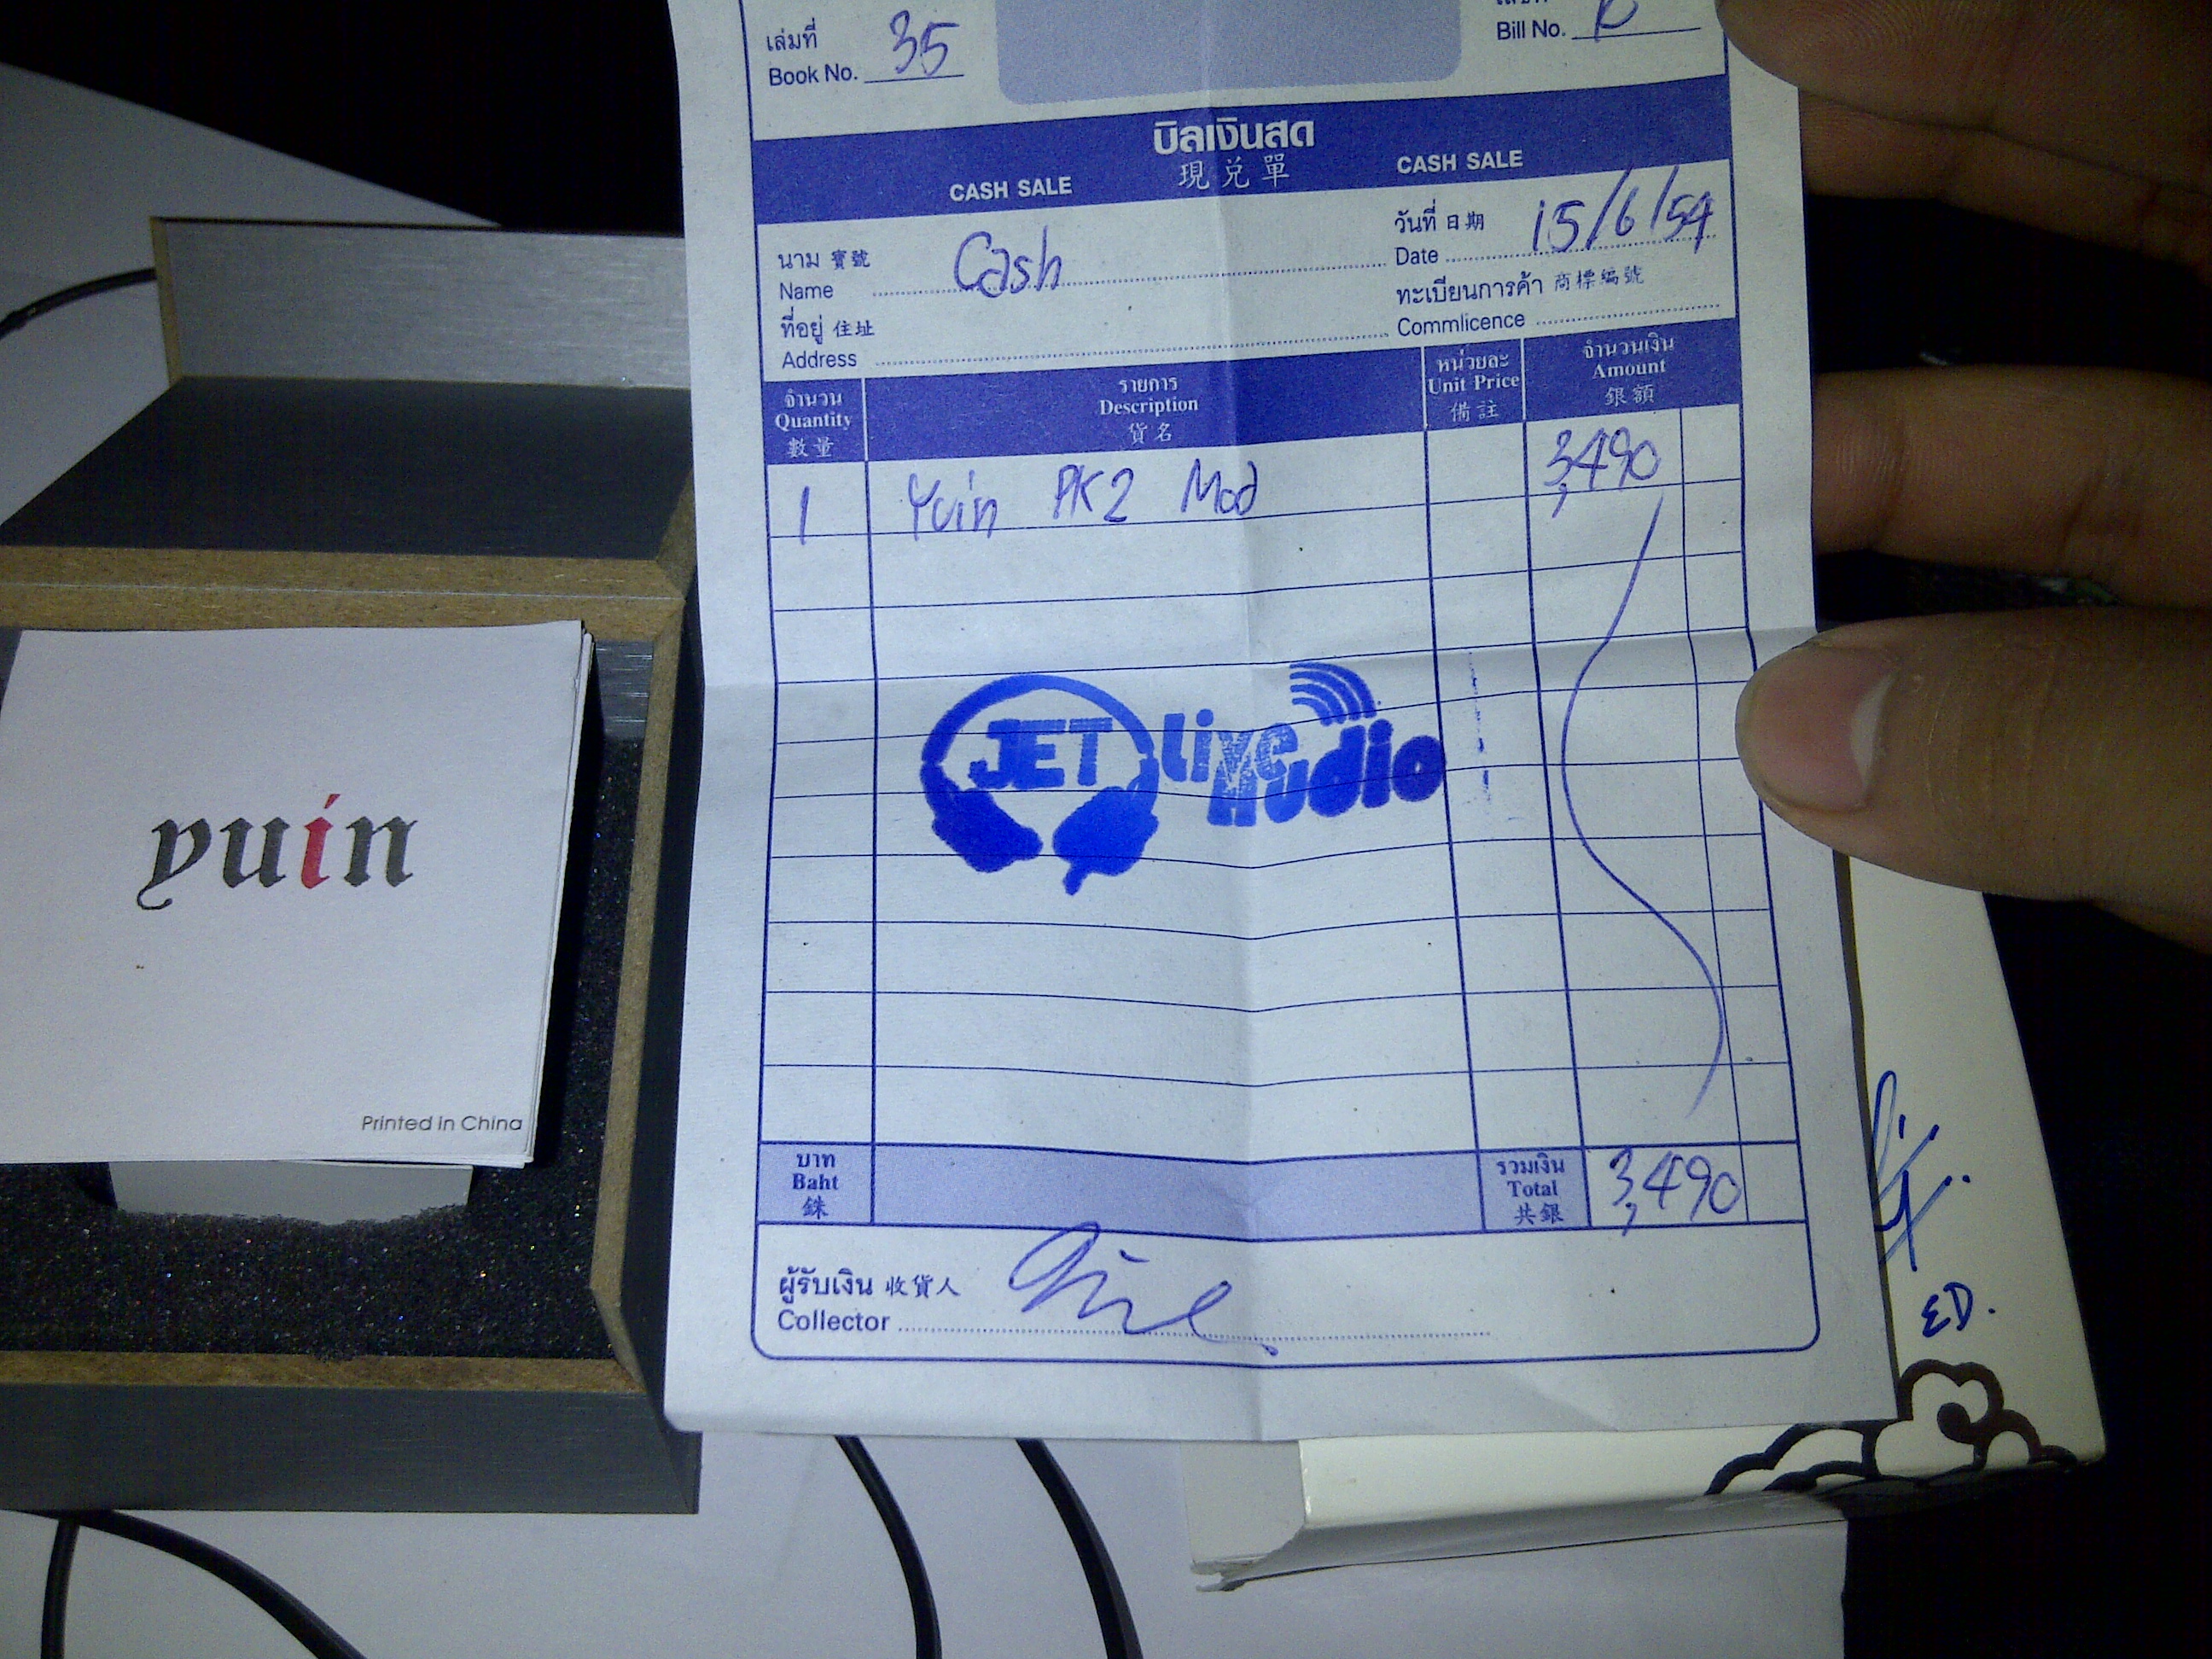 เล่มที่
Book No. 35
Bill No.
บิลเงินสด
CASH SALE 現兑單 CASH SALE
นาม 寶號
Name Cash
วันที่ 日期
Date 15/6/54
ที่อยู่ 住址
Address
ทะเบียนการค้า 商標編號
Commlicence
จำนวน
Quantity
數量
รายการ
Description
貨名
หน่วยละ
Unit Price
備註
จำนวนเงิน
Amount
銀額
1 Yuin PK2 Mod 3,490
JET Live Audio
บาท
Baht
銖
รวมเงิน
Total
共銀
3,490
ผู้รับเงิน 收貨人
Collector
yuin
Printed in China
ED.